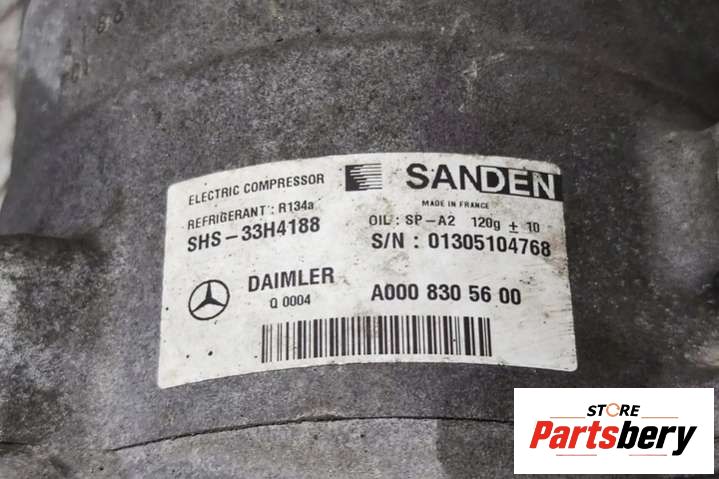 ELECTRIC COMPRESSOR SANDEN
MADE IN FRANCE
REFRIGERANT : R134a OIL : SP-A2 120g ± 10
SHS-33H4188 S/N : 01305104768
DAIMLER
Q 0004 A000 830 56 00
STORE
Partsbery